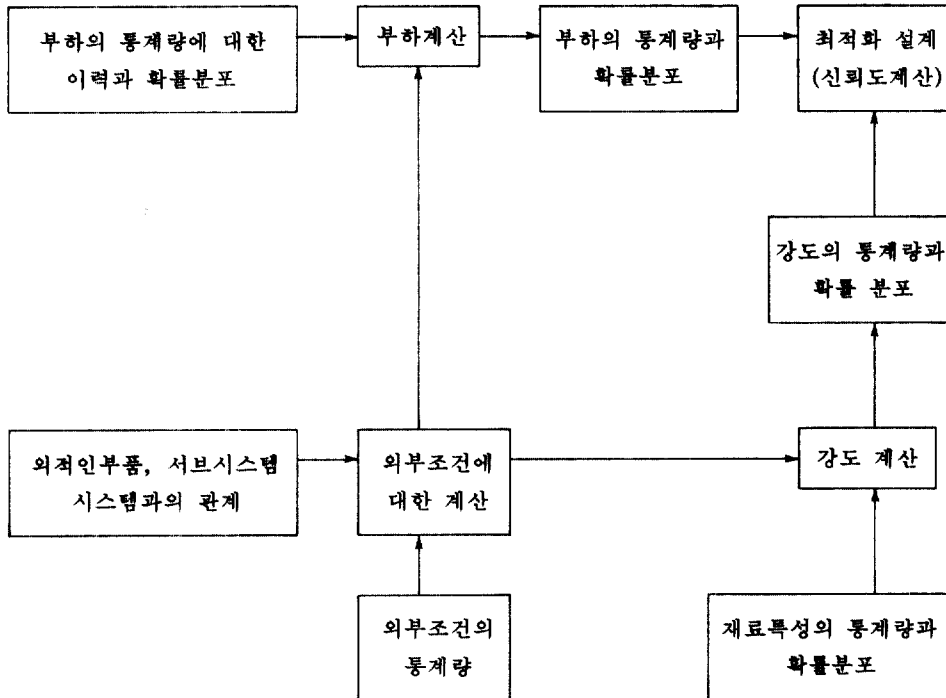 부하의 통계량에 대한
이력과 확률분포
부하계산
부하의 통계량과
확률분포
최적화 설계
(신뢰도계산)
강도의 통계량과
확률 분포
외적인부품, 서브시스템
시스템과의 관계
외부조건에
대한 계산
강도 계산
외부조건의
통계량
재료특성의 통계량과
확률분포